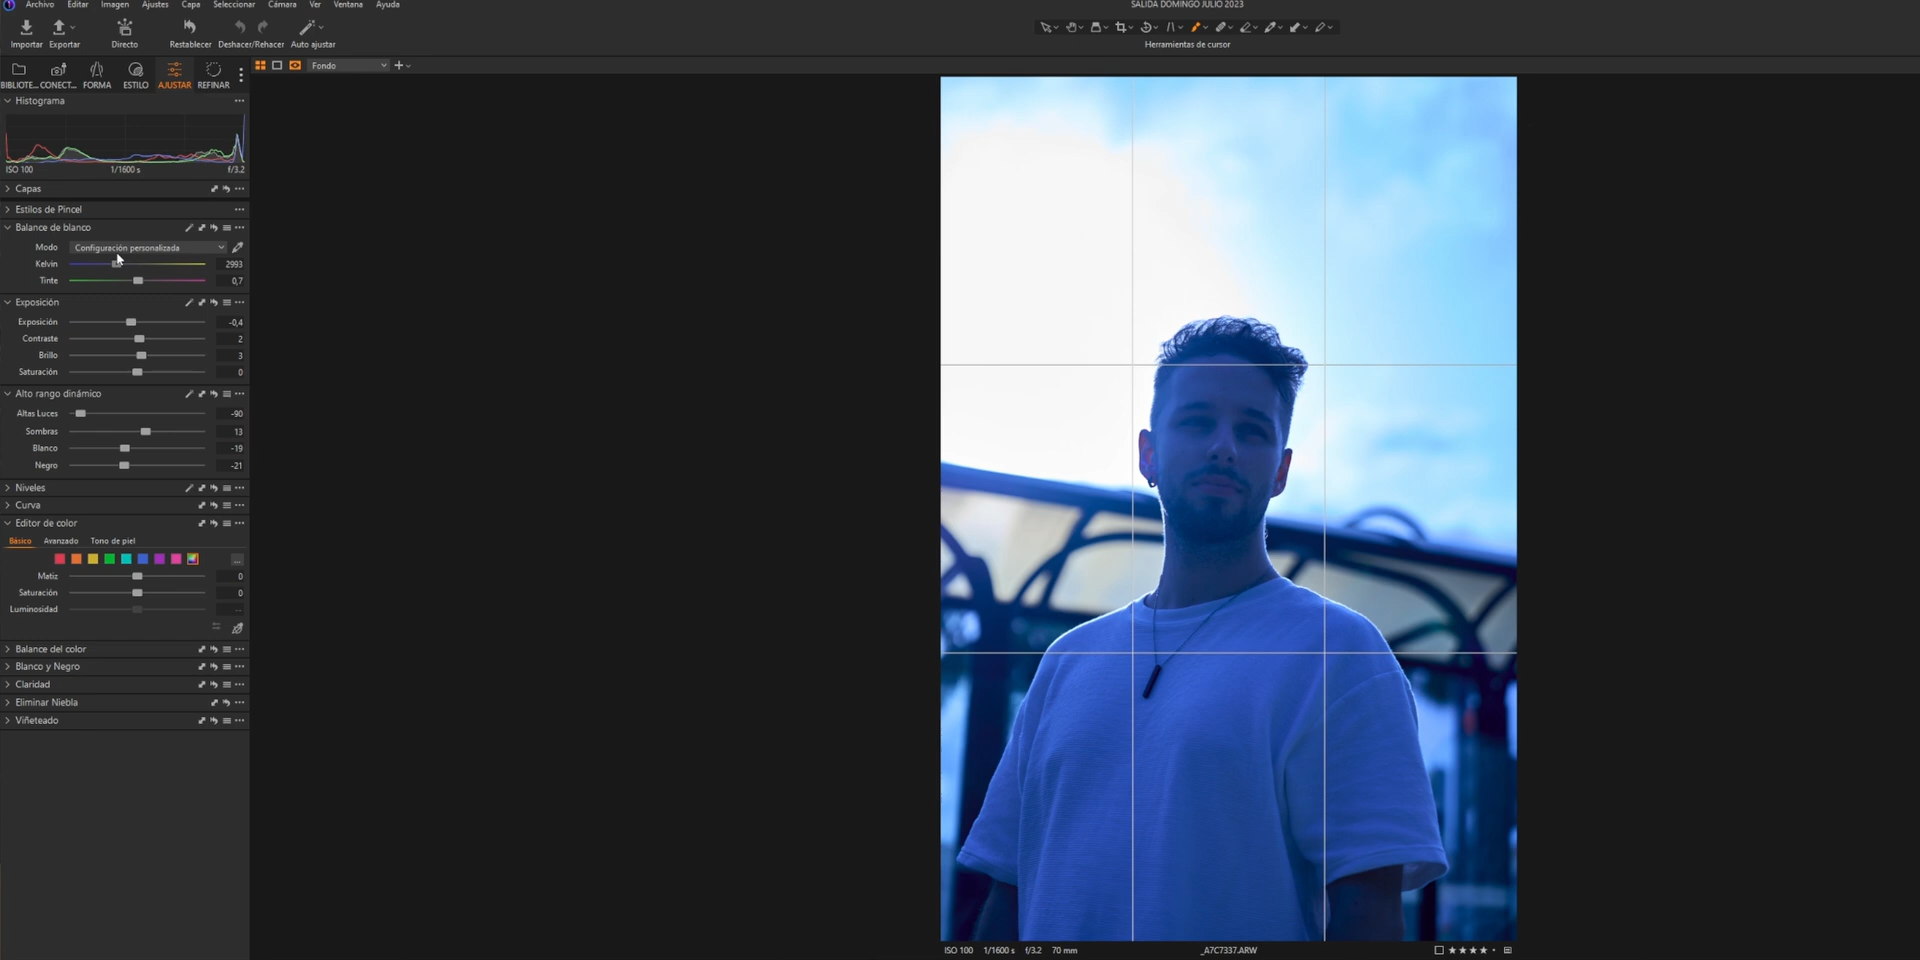 Archivo Editar Imagen Ajustes Capa Seleccionar Cámara Ver Ventana Ayuda
SALIDA DOMINGO JULIO 2023
Importar Exportar Directo Restablecer Deshacer/Rehacer Auto ajustar
Herramientas de cursor
Fondo
BIBLIOTE... CONECT... FORMA ESTILO AJUSTAR REFINAR
Histograma
ISO 100 1/1600 s f/3.2
Capas
Estilos de Pincel
Balance de blanco
Modo Configuración personalizada
Kelvin 2993
Tinte 0,7
Exposición
Exposición -0,4
Contraste 2
Brillo 3
Saturación 0
Alto rango dinámico
Altas Luces -90
Sombras 13
Blanco -19
Negro -21
Niveles
Curva
Editor de color
Básico Avanzado Tono de piel
Matiz 0
Saturación 0
Luminosidad
Balance del color
Blanco y Negro
Claridad
Eliminar Niebla
Viñeteado
ISO 100 1/1600 s f/3.2 70 mm _A7C7337.ARW